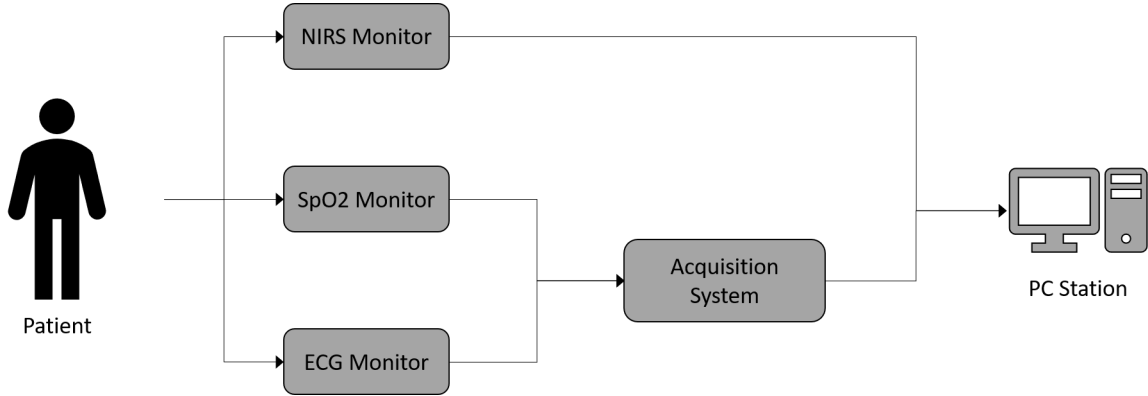 NIRS Monitor
SpO2 Monitor
Acquisition
System
PC Station
Patient
ECG Monitor